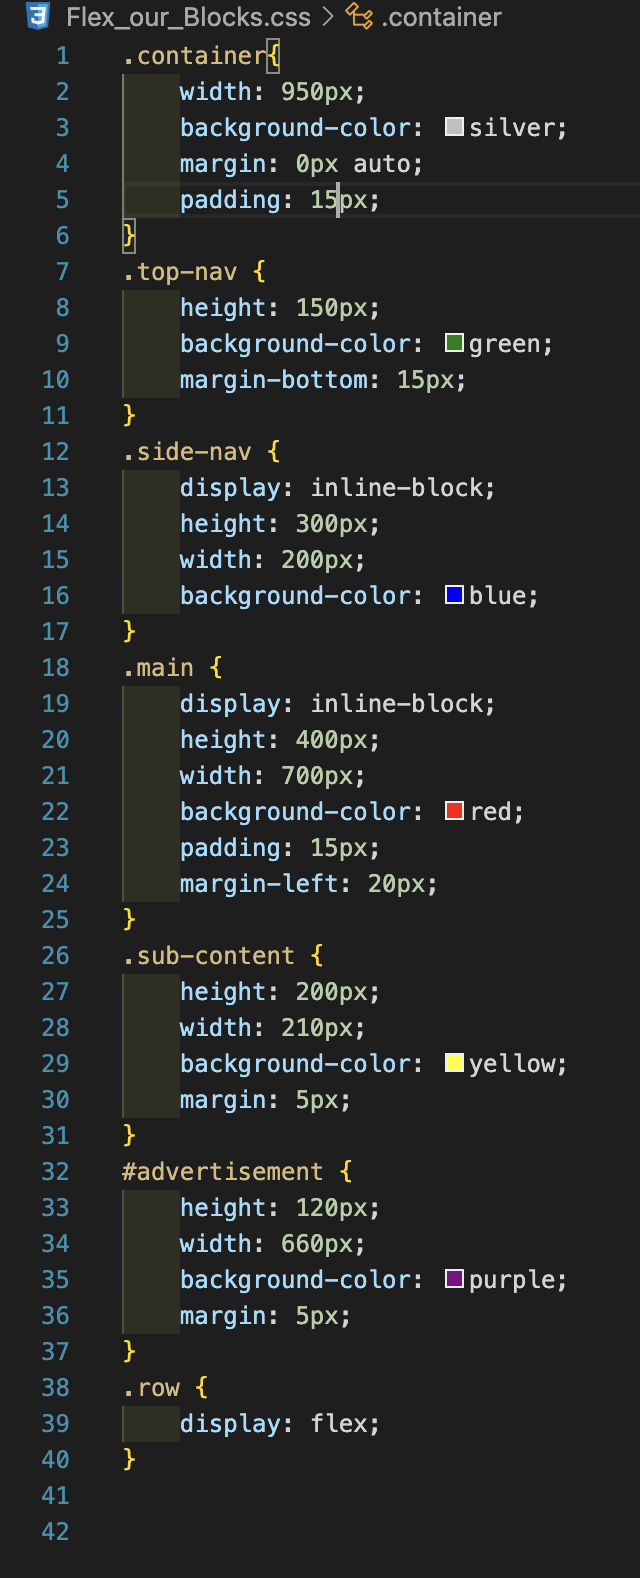 Flex_our_Blocks.css > .container
1 .container{
2 width: 950px;
3 background-color: silver;
4 margin: 0px auto;
5 padding: 15px;
6 }
7 .top-nav {
8 height: 150px;
9 background-color: green;
10 margin-bottom: 15px;
11 }
12 .side-nav {
13 display: inline-block;
14 height: 300px;
15 width: 200px;
16 background-color: blue;
17 }
18 .main {
19 display: inline-block;
20 height: 400px;
21 width: 700px;
22 background-color: red;
23 padding: 15px;
24 margin-left: 20px;
25 }
26 .sub-content {
27 height: 200px;
28 width: 210px;
29 background-color: yellow;
30 margin: 5px;
31 }
32 #advertisement {
33 height: 120px;
34 width: 660px;
35 background-color: purple;
36 margin: 5px;
37 }
38 .row {
39 display: flex;
40 }
41
42